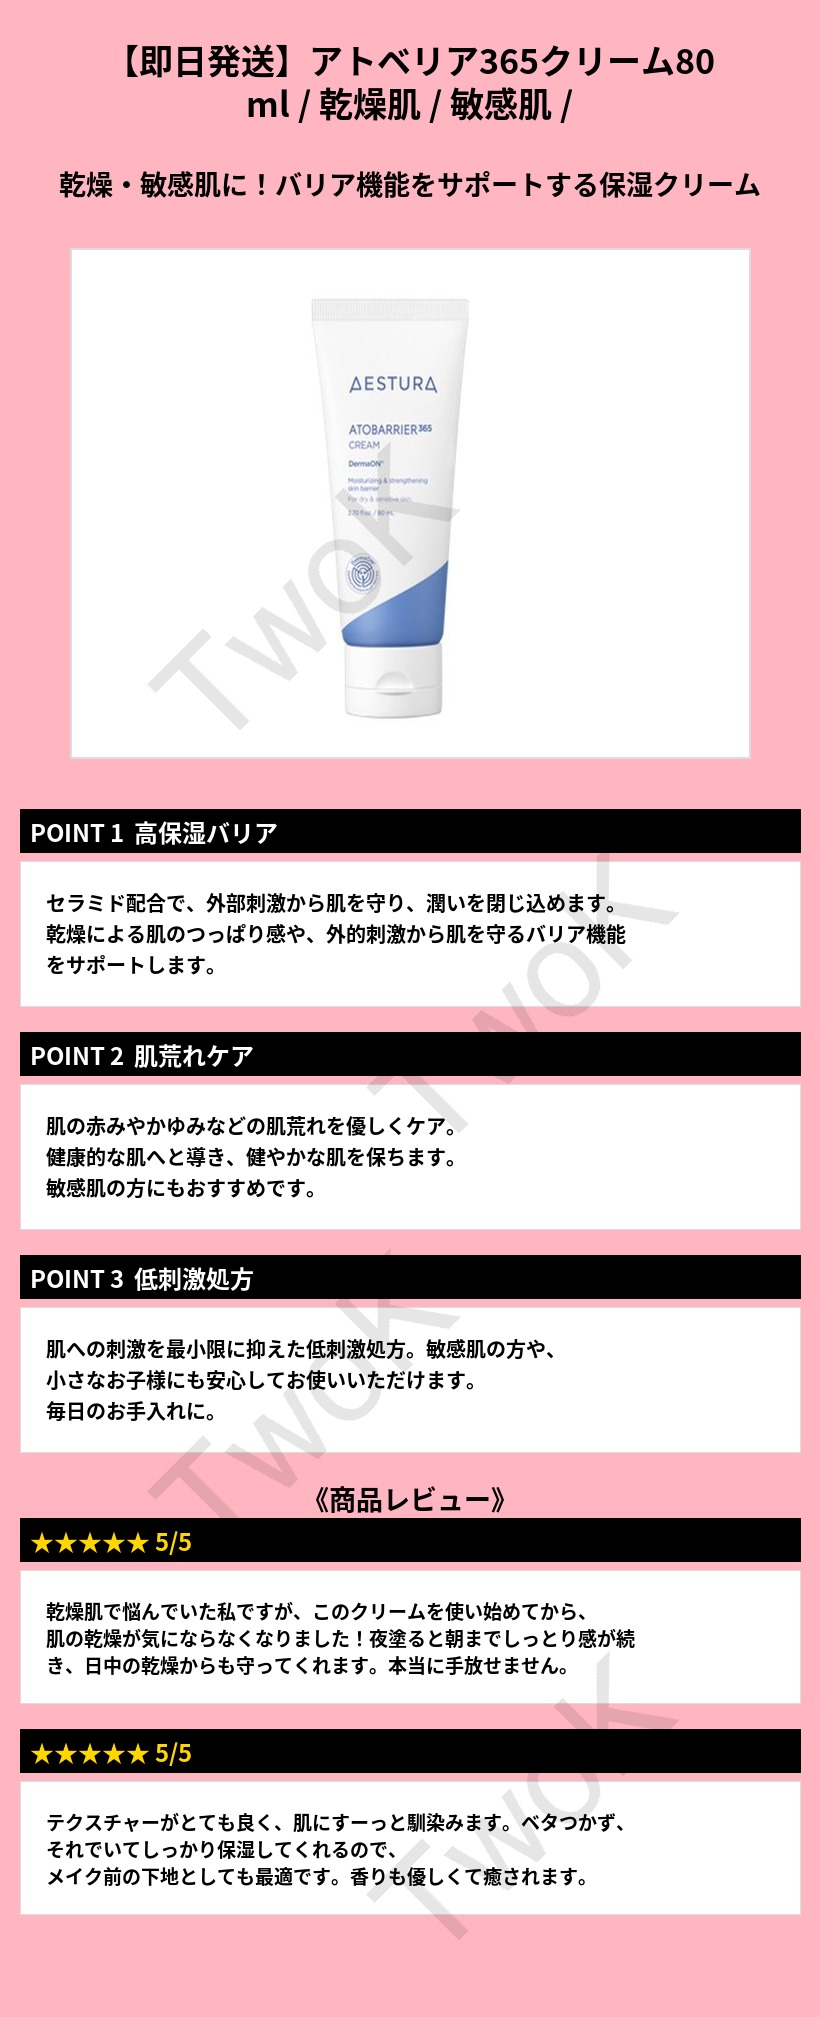 【即日発送】アトベリア365クリーム80
ml / 乾燥肌 / 敏感肌 /
乾燥・敏感肌に！バリア機能をサポートする保湿クリーム
AESTURA
ATOBARRIER365
CREAM
DermaON®
Moisturizing & strengthening
skin barrier
For dry & sensitive skin
2.70 fl.oz. / 80 mL
TwoK
POINT 1 高保湿バリア
セラミド配合で、外部刺激から肌を守り、潤いを閉じ込めます。
乾燥による肌のつっぱり感や、外的刺激から肌を守るバリア機能
をサポートします。
TwoK
POINT 2 肌荒れケア
肌の赤みやかゆみなどの肌荒れを優しくケア。
健康的な肌へと導き、健やかな肌を保ちます。
敏感肌の方にもおすすめです。
POINT 3 低刺激処方
肌への刺激を最小限に抑えた低刺激処方。敏感肌の方や、
小さなお子様にも安心してお使いいただけます。
毎日のお手入れに。
TwoK
《商品レビュー》
★★★★★ 5/5
乾燥肌で悩んでいた私ですが、このクリームを使い始めてから、
肌の乾燥が気にならなくなりました！夜塗ると朝までしっとり感が続
き、日中の乾燥からも守ってくれます。本当に手放せません。
★★★★★ 5/5
テクスチャーがとても良く、肌にすーっと馴染みます。ベタつかず、
それでいてしっかり保湿してくれるので、
メイク前の下地としても最適です。香りも優しくて癒されます。
TwoK